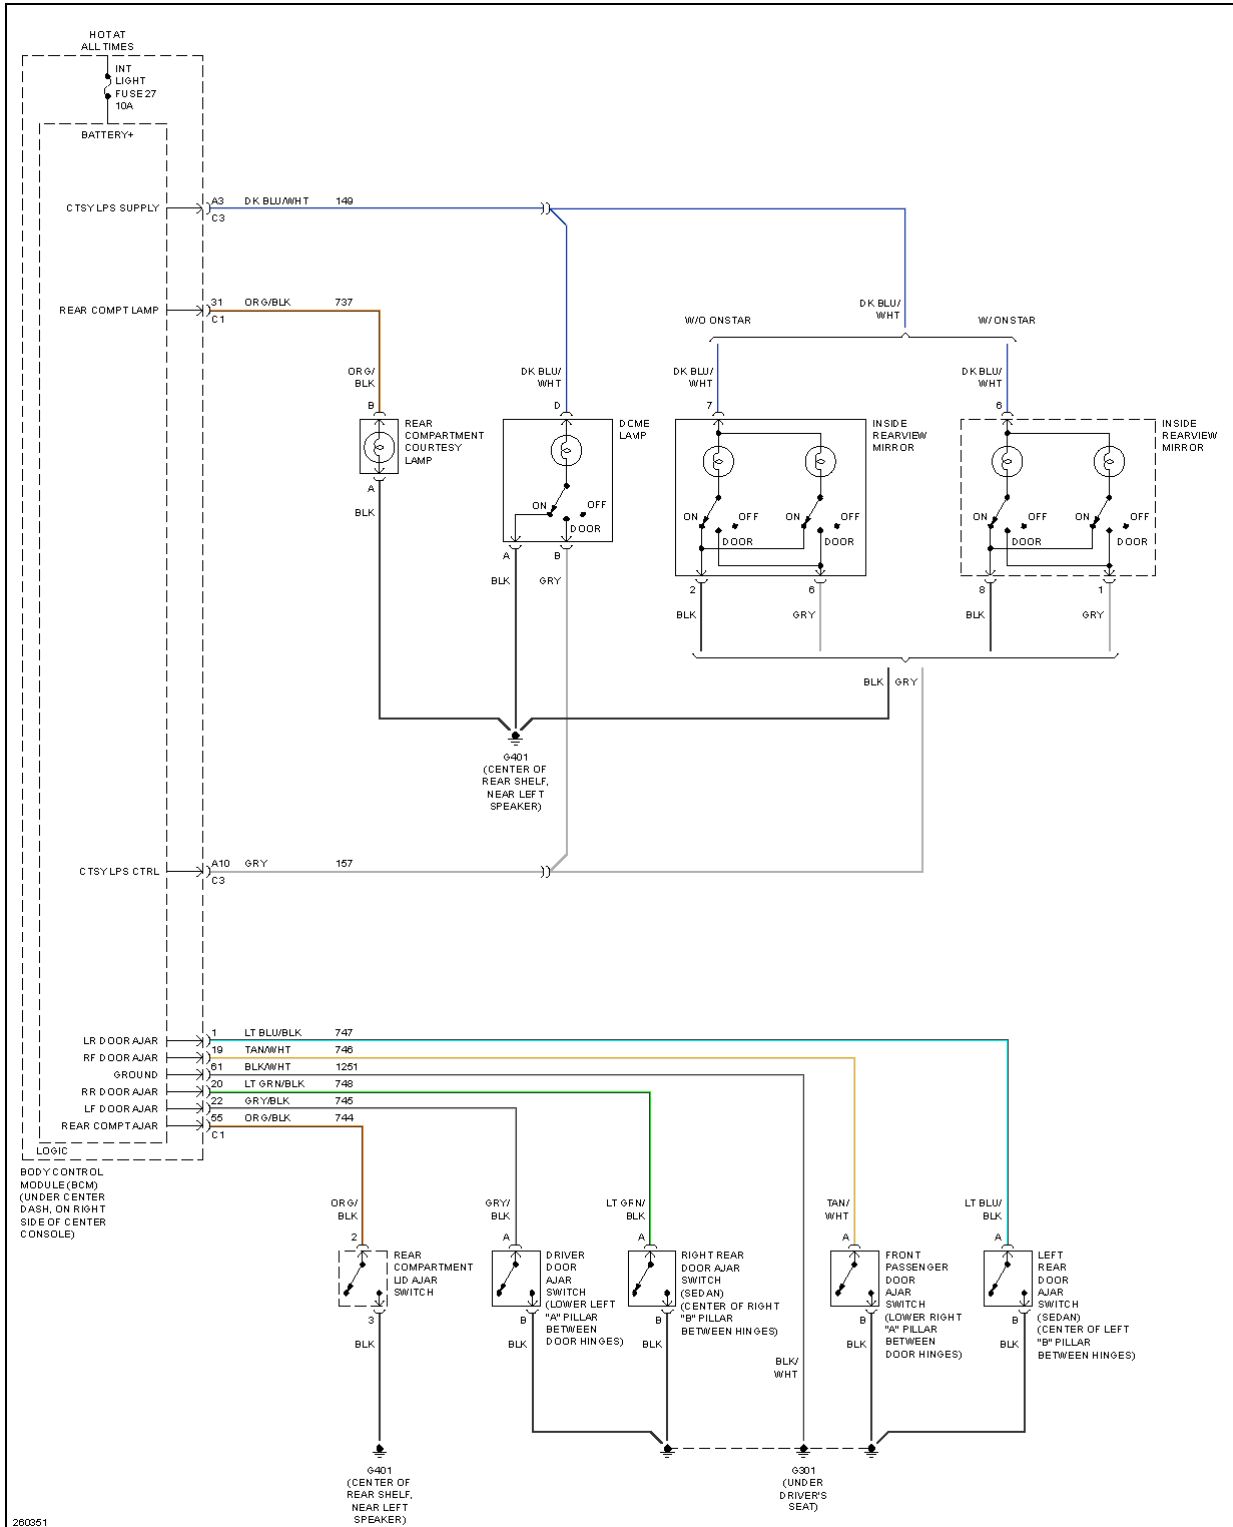 HOT AT
ALL TIMES
INT
LIGHT
FUSE 27
10A
BATTERY+
CTSY LPS SUPPLY
A3 DK BLU/WHT 149
C3
REAR COMPT LAMP
31 ORG/BLK 737
C1
DK BLU/
WHT
W/O ONSTAR
W/ ONSTAR
ORG/
BLK
DK BLU/
WHT
DK BLU/
WHT
DK BLU/
WHT
B
D
7
6
REAR
COMPARTMENT
COURTESY
LAMP
DCME
LAMP
INSIDE
REARVIEW
MIRROR
INSIDE
REARVIEW
MIRROR
A
BLK
ON
OFF
DOOR
ON
OFF
DOOR
ON
OFF
DOOR
ON
OFF
DOOR
ON
OFF
DOOR
A
B
BLK
GRY
2
6
8
1
BLK
GRY
BLK
GRY
BLK
GRY
G401
(CENTER OF
REAR SHELF,
NEAR LEFT
SPEAKER)
CTSY LPS CTRL
A10 GRY 157
C3
LR DOOR AJAR
1 LT BLU/BLK 747
RF DOOR AJAR
19 TAN/WHT 746
GROUND
61 BLK/WHT 1251
RR DOOR AJAR
20 LT GRN/BLK 748
LF DOOR AJAR
22 GRY/BLK 745
REAR COMPT AJAR
55 ORG/BLK 744
C1
LOGIC
BODY CONTROL
MODULE (BCM)
(UNDER CENTER
DASH, ON RIGHT
SIDE OF CENTER
CONSOLE)
ORG/
BLK
GRY/
BLK
LT GRN/
BLK
TAN/
WHT
LT BLU/
BLK
2
A
A
A
A
REAR
COMPARTMENT
LID AJAR
SWITCH
DRIVER
DOOR
AJAR
SWITCH
(LOWER LEFT
"A" PILLAR
BETWEEN
DOOR HINGES)
RIGHT REAR
DOOR AJAR
SWITCH
(SEDAN)
(CENTER OF RIGHT
"B" PILLAR
BETWEEN HINGES)
FRONT
PASSENGER
DOOR
AJAR
SWITCH
(LOWER RIGHT
"A" PILLAR
BETWEEN
DOOR HINGES)
LEFT
REAR
DOOR
AJAR
SWITCH
(SEDAN)
(CENTER OF LEFT
"B" PILLAR
BETWEEN HINGES)
3
B
B
B
B
BLK
BLK
BLK
BLK
BLK
BLK/
WHT
G401
(CENTER OF
REAR SHELF,
NEAR LEFT
SPEAKER)
G301
(UNDER
DRIVER'S
SEAT)
260351